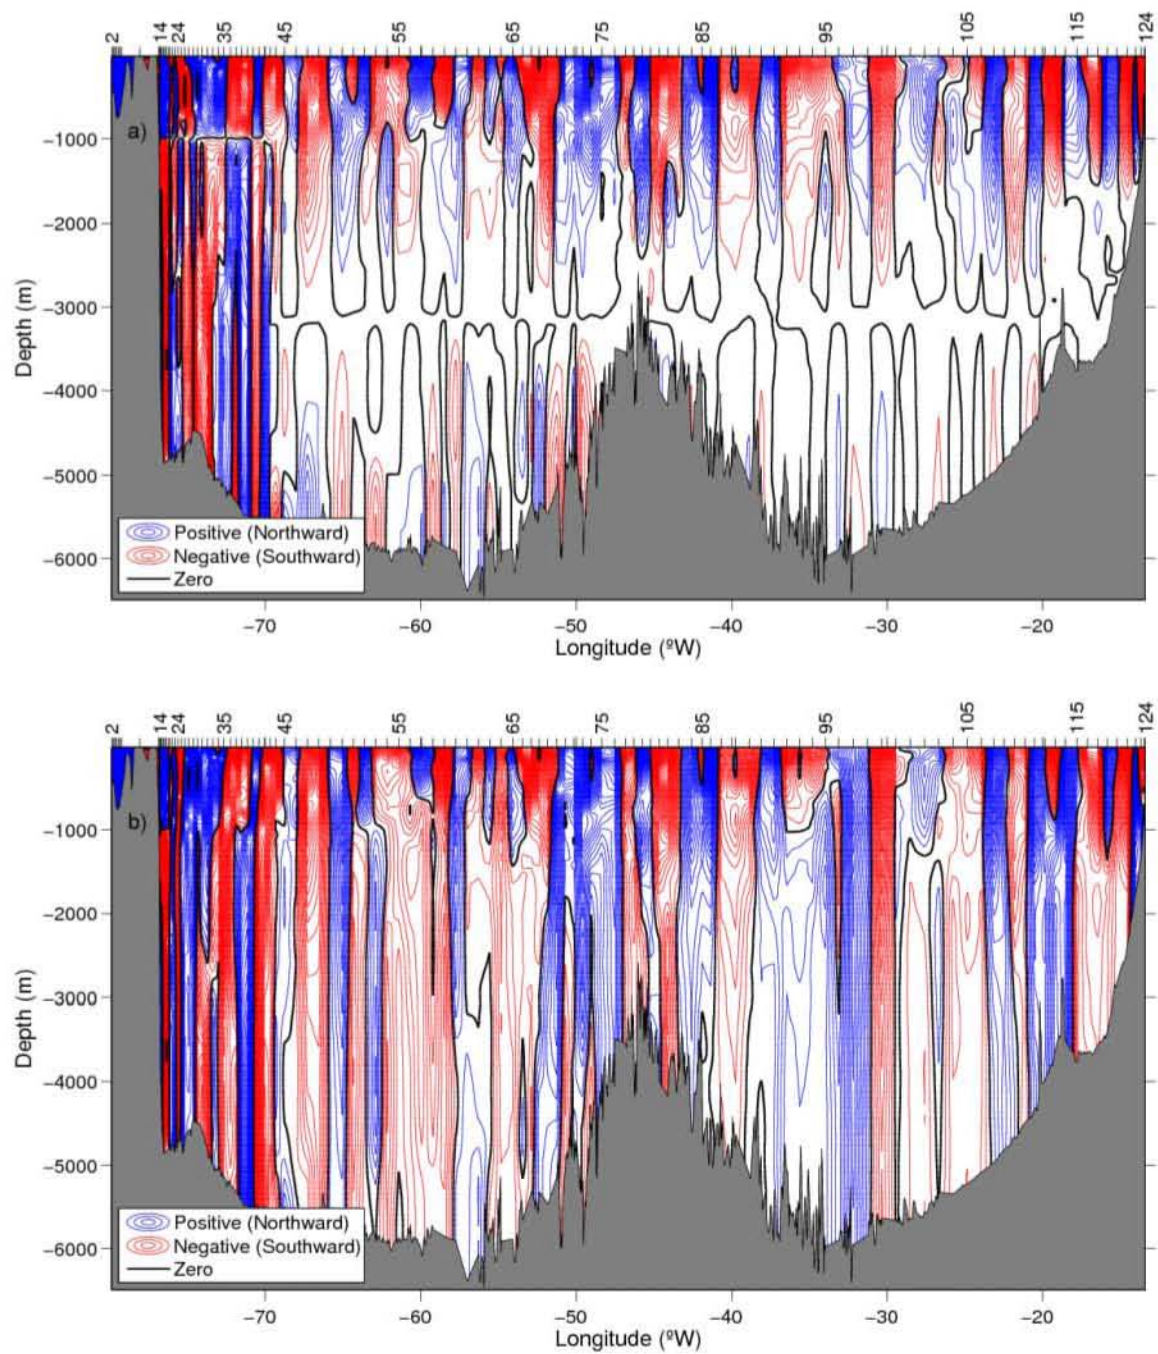 2 14 24 35 45 55 65 75 85 95 105 115 124
a)
−1000
−2000
−3000
−4000
−5000
−6000
Depth (m)
Positive (Northward)
Negative (Southward)
Zero
−70 −60 −50 −40 −30 −20
Longitude (ºW)
2 14 24 35 45 55 65 75 85 95 105 115 124
b)
−1000
−2000
−3000
−4000
−5000
−6000
Depth (m)
Positive (Northward)
Negative (Southward)
Zero
−70 −60 −50 −40 −30 −20
Longitude (ºW)